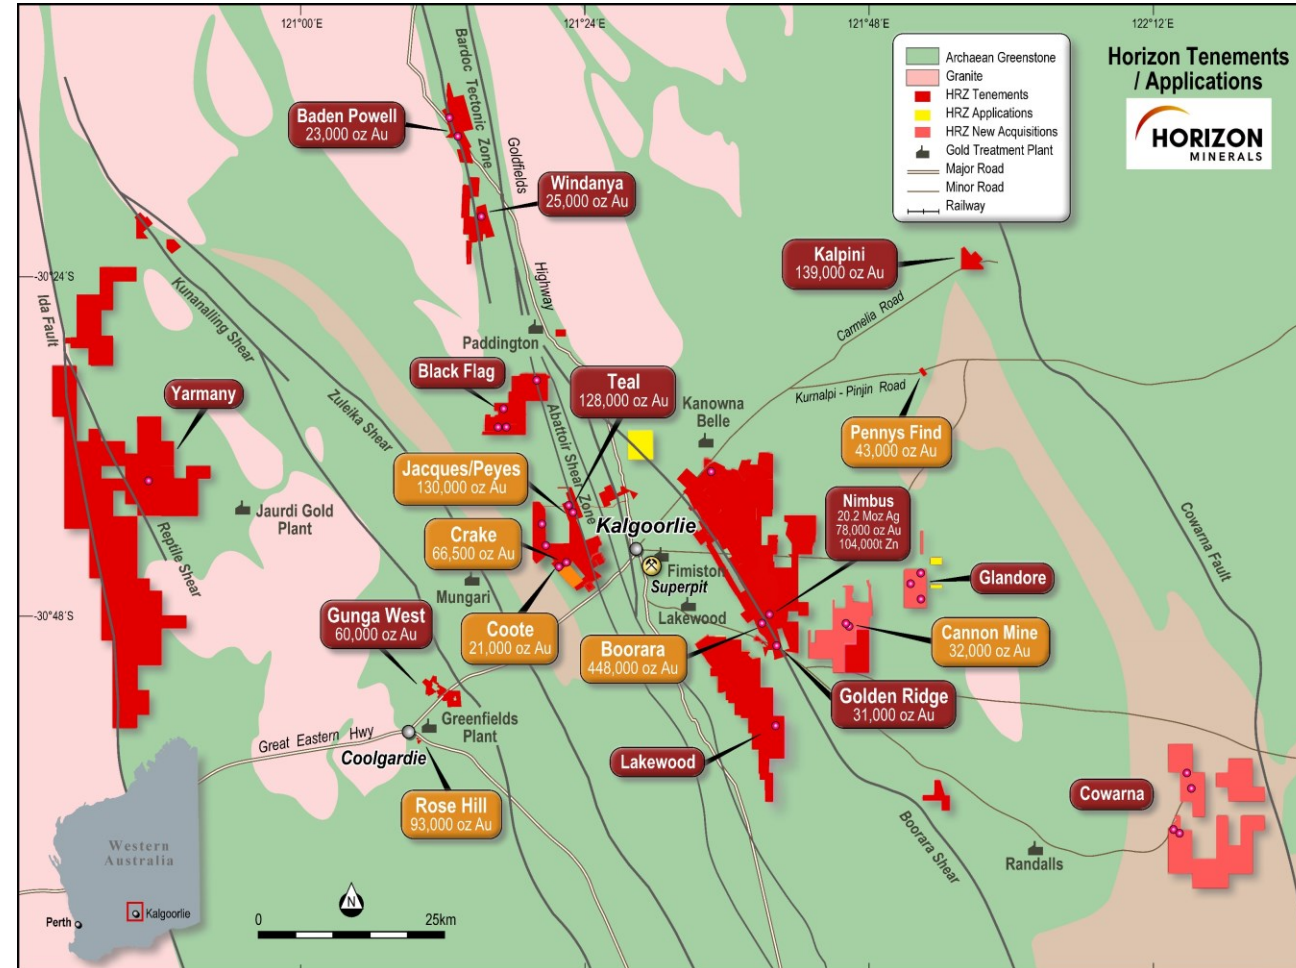 121°00´E
121°24´E
121°48´E
122°12´E
Horizon Tenements
/ Applications
HORIZON
MINERALS
Archaean Greenstone
Granite
HRZ Tenements
HRZ Applications
HRZ New Acquisitions
Gold Treatment Plant
Major Road
Minor Road
Railway
Bardoc Tectonic Zone
Goldfields
Highway
Baden Powell
23,000 oz Au
Windanya
25,000 oz Au
Kalpini
139,000 oz Au
-30°24´S
Ida Fault
Kunanalling Shear
Carmelia Road
Paddington
Black Flag
Teal
128,000 oz Au
Kurnalpi - Pinjin Road
Yarmany
Zuleika Shear
Abattoir Shear Zone
Kanowna
Belle
Pennys Find
43,000 oz Au
Jacques/Peyes
130,000 oz Au
Nimbus
20.2 Moz Ag
78,000 oz Au
104,000t Zn
Jaurdi Gold
Plant
Reptile Shear
Crake
66,500 oz Au
Kalgoorlie
Cowarna Fault
Fimiston
Superpit
Glandore
Mungari
Lakewood
-30°48´S
Gunga West
60,000 oz Au
Coote
21,000 oz Au
Boorara
448,000 oz Au
Cannon Mine
32,000 oz Au
Golden Ridge
31,000 oz Au
Greenfields
Plant
Great Eastern Hwy
Coolgardie
Lakewood
Cowarna
Rose Hill
93,000 oz Au
Boorara Shear
Randalls
Western
Australia
Perth
Kalgoorlie
N
0
25km